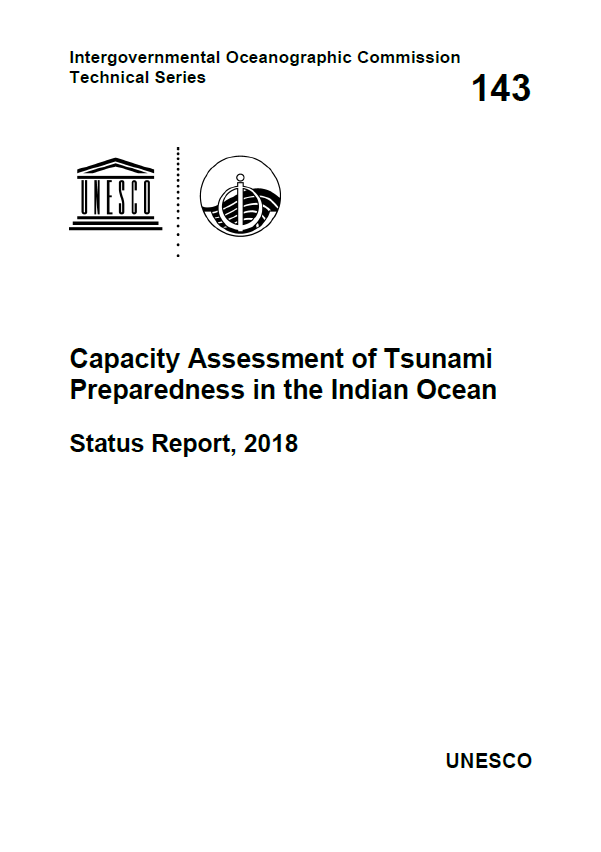 Intergovernmental Oceanographic Commission
Technical Series
143
UNESCO
Capacity Assessment of Tsunami
Preparedness in the Indian Ocean
Status Report, 2018
UNESCO